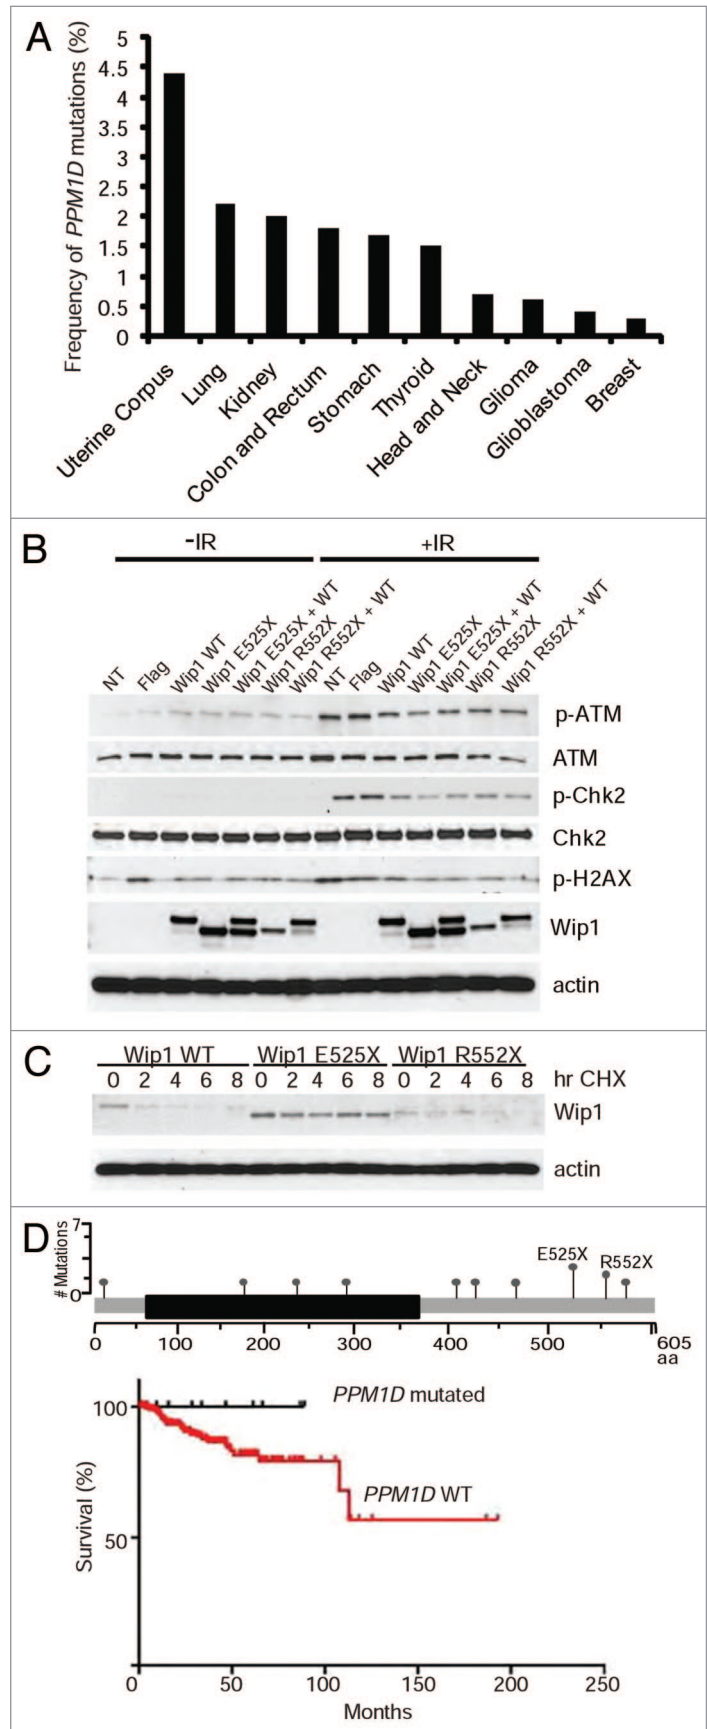 A
Frequency of PPM1D mutations (%)
5
4.5
4
3.5
3
2.5
2
1.5
1
0.5
0
Uterine Corpus
Lung
Kidney
Colon and Rectum
Stomach
Thyroid
Head and Neck
Glioma
Glioblastoma
Breast
B
-IR +IR
NT Flag Wip1 WT Wip1 E525X Wip1 E525X + WT Wip1 R552X Wip1 R552X + WT NT Flag Wip1 WT Wip1 E525X Wip1 E525X + WT Wip1 R552X Wip1 R552X + WT
p-ATM
ATM
p-Chk2
Chk2
p-H2AX
Wip1
actin
C
Wip1 WT Wip1 E525X Wip1 R552X
0 2 4 6 8 0 2 4 6 8 0 2 4 6 8 hr CHX
Wip1
actin
D
# Mutations
7
0
E525X
R552X
0 100 200 300 400 500 605
aa
PPM1D mutated
100
PPM1D WT
Survival (%)
50
0 50 100 150 200 250
Months